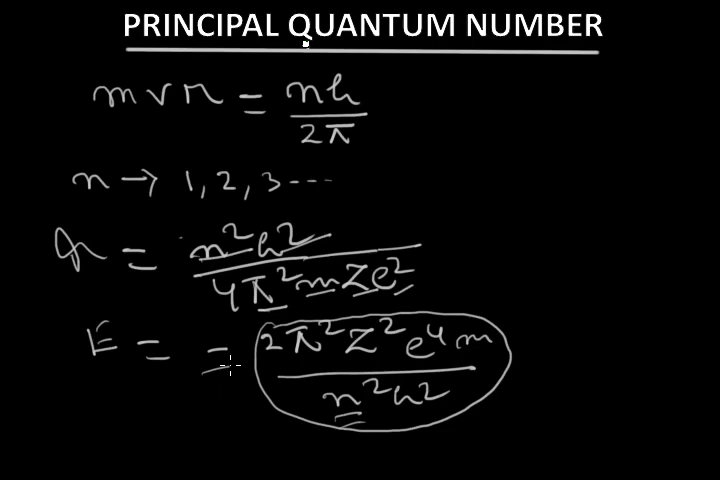 PRINCIPAL QUANTUM NUMBER
mvr = nh/2π
n → 1, 2, 3 ----
r = n²h²/4π²mZe²
E = = 2π²Z²e⁴m/n²h²